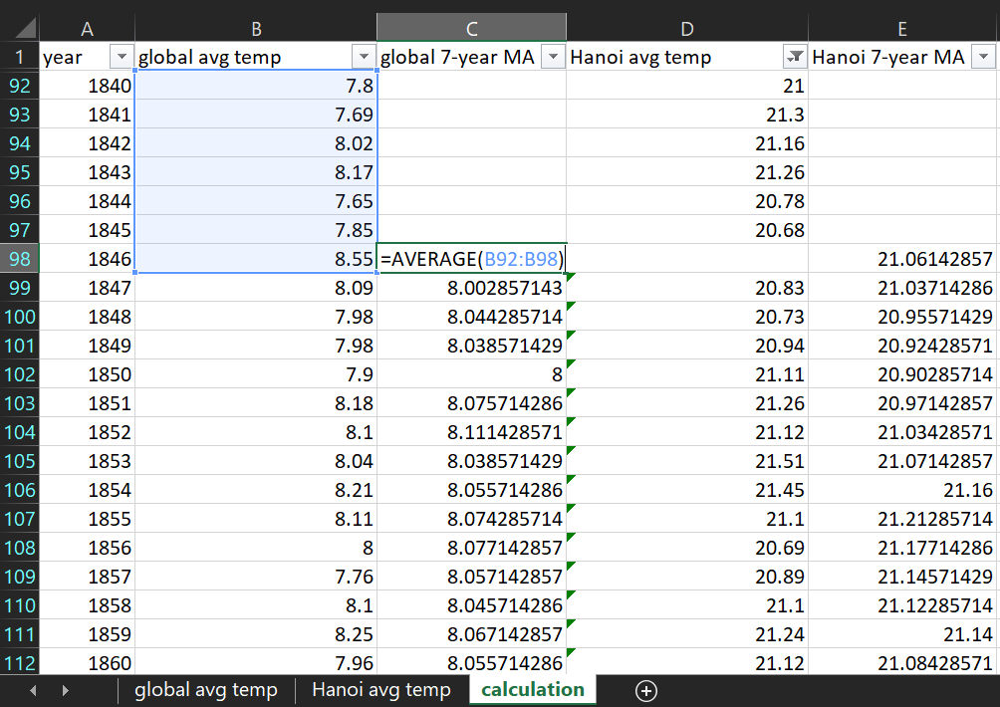 A B C D E
1 year global avg temp global 7-year MA Hanoi avg temp Hanoi 7-year MA
92 1840 7.8 21
93 1841 7.69 21.3
94 1842 8.02 21.16
95 1843 8.17 21.26
96 1844 7.65 20.78
97 1845 7.85 20.68
98 1846 8.55 =AVERAGE(B92:B98) 21.06142857
99 1847 8.09 8.002857143 20.83 21.03714286
100 1848 7.98 8.044285714 20.73 20.95571429
101 1849 7.98 8.038571429 20.94 20.92428571
102 1850 7.9 8 21.11 20.90285714
103 1851 8.18 8.075714286 21.26 20.97142857
104 1852 8.1 8.111428571 21.12 21.03428571
105 1853 8.04 8.038571429 21.51 21.07142857
106 1854 8.21 8.055714286 21.45 21.16
107 1855 8.11 8.074285714 21.1 21.21285714
108 1856 8 8.077142857 20.69 21.17714286
109 1857 7.76 8.057142857 20.89 21.14571429
110 1858 8.1 8.045714286 21.1 21.12285714
111 1859 8.25 8.067142857 21.24 21.14
112 1860 7.96 8.055714286 21.12 21.08428571
global avg temp Hanoi avg temp calculation